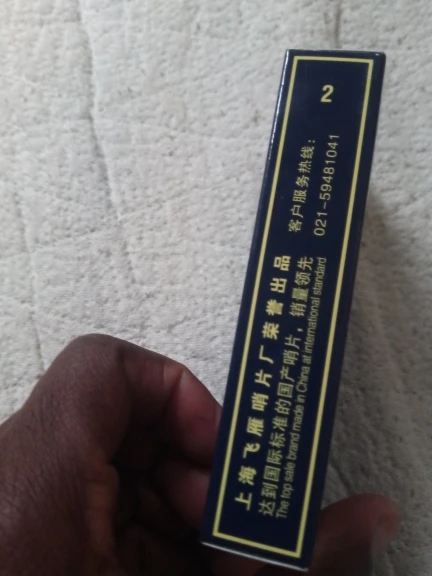 上海飞雁哨片厂荣誉出品
达到国际标准的国产哨片，销量领先
The top sale brand made in China at international standard
客户服务热线：
021-59481041
2